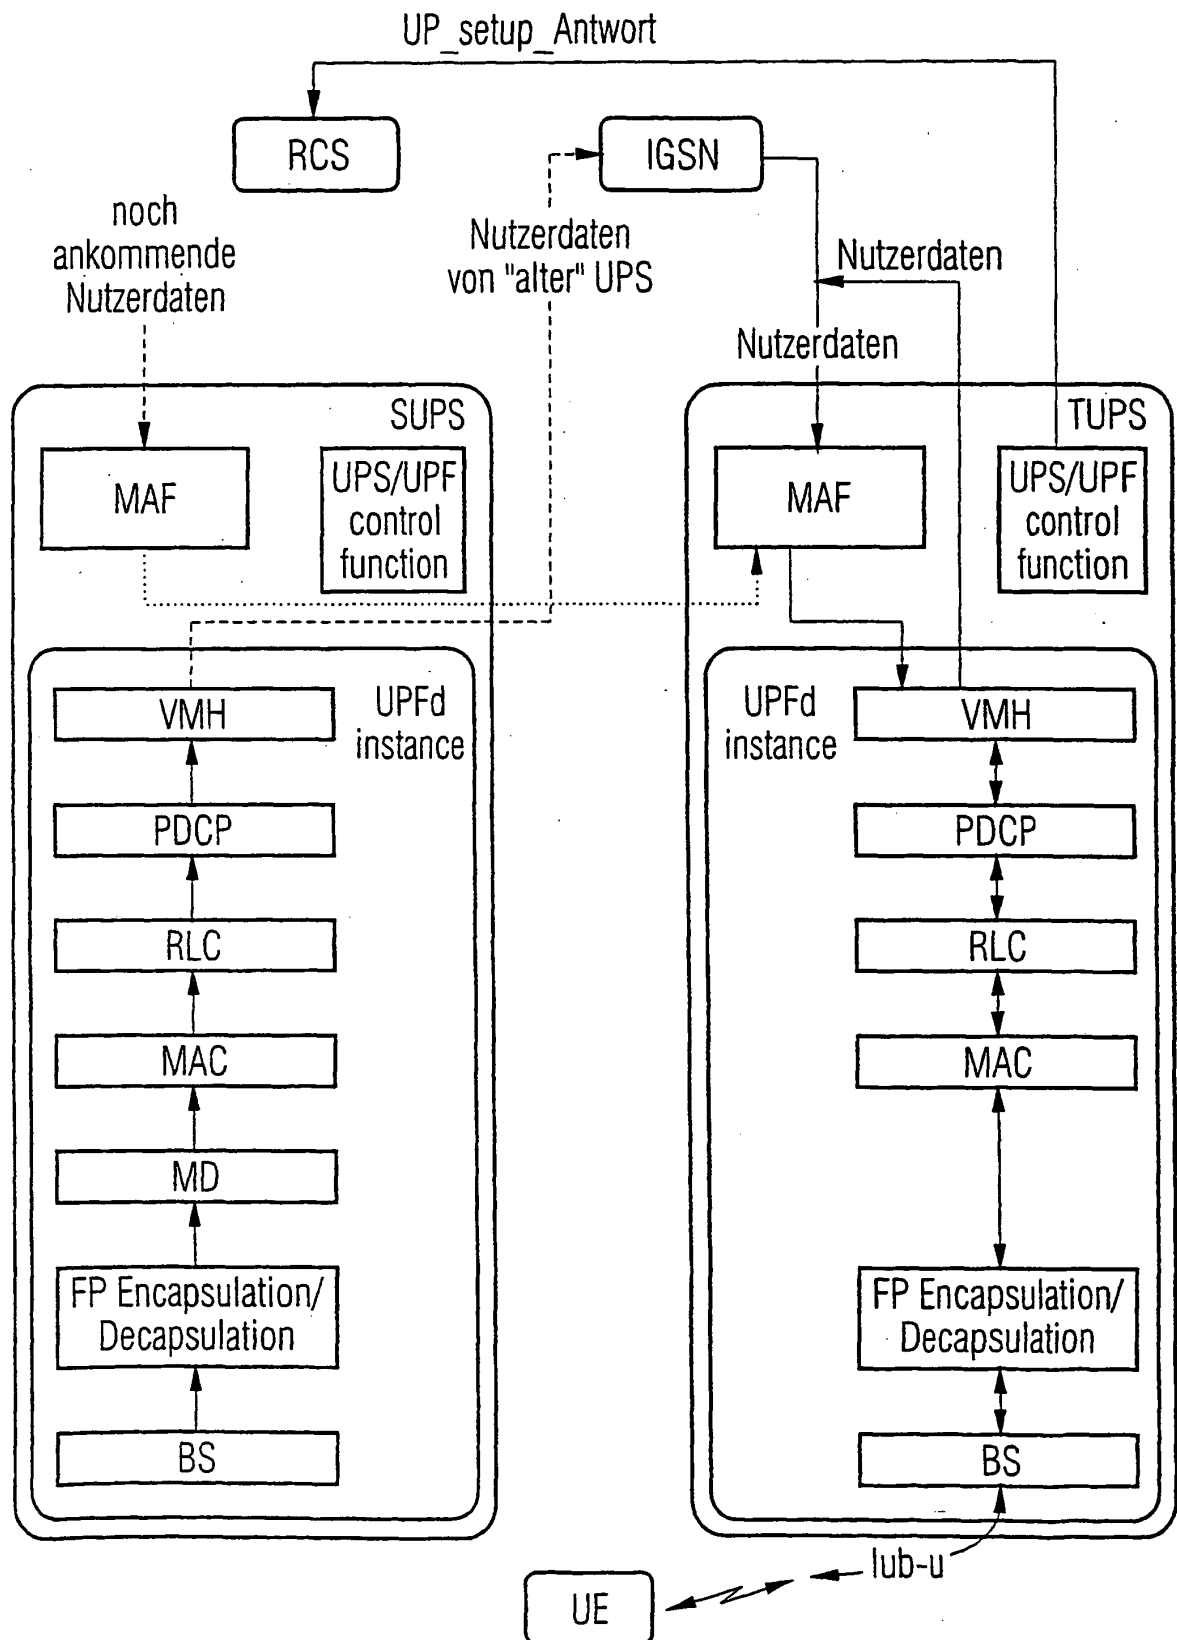 UP_setup_Antwort
RCS
IGSN
noch
ankommende
Nutzerdaten
Nutzerdaten
von "alter" UPS
Nutzerdaten
Nutzerdaten
SUPS
MAF
UPS/UPF
control
function
UPFd
instance
VMH
PDCP
RLC
MAC
MD
FP Encapsulation/
Decapsulation
BS
TUPS
MAF
UPS/UPF
control
function
UPFd
instance
VMH
PDCP
RLC
MAC
FP Encapsulation/
Decapsulation
BS
Iub-u
UE